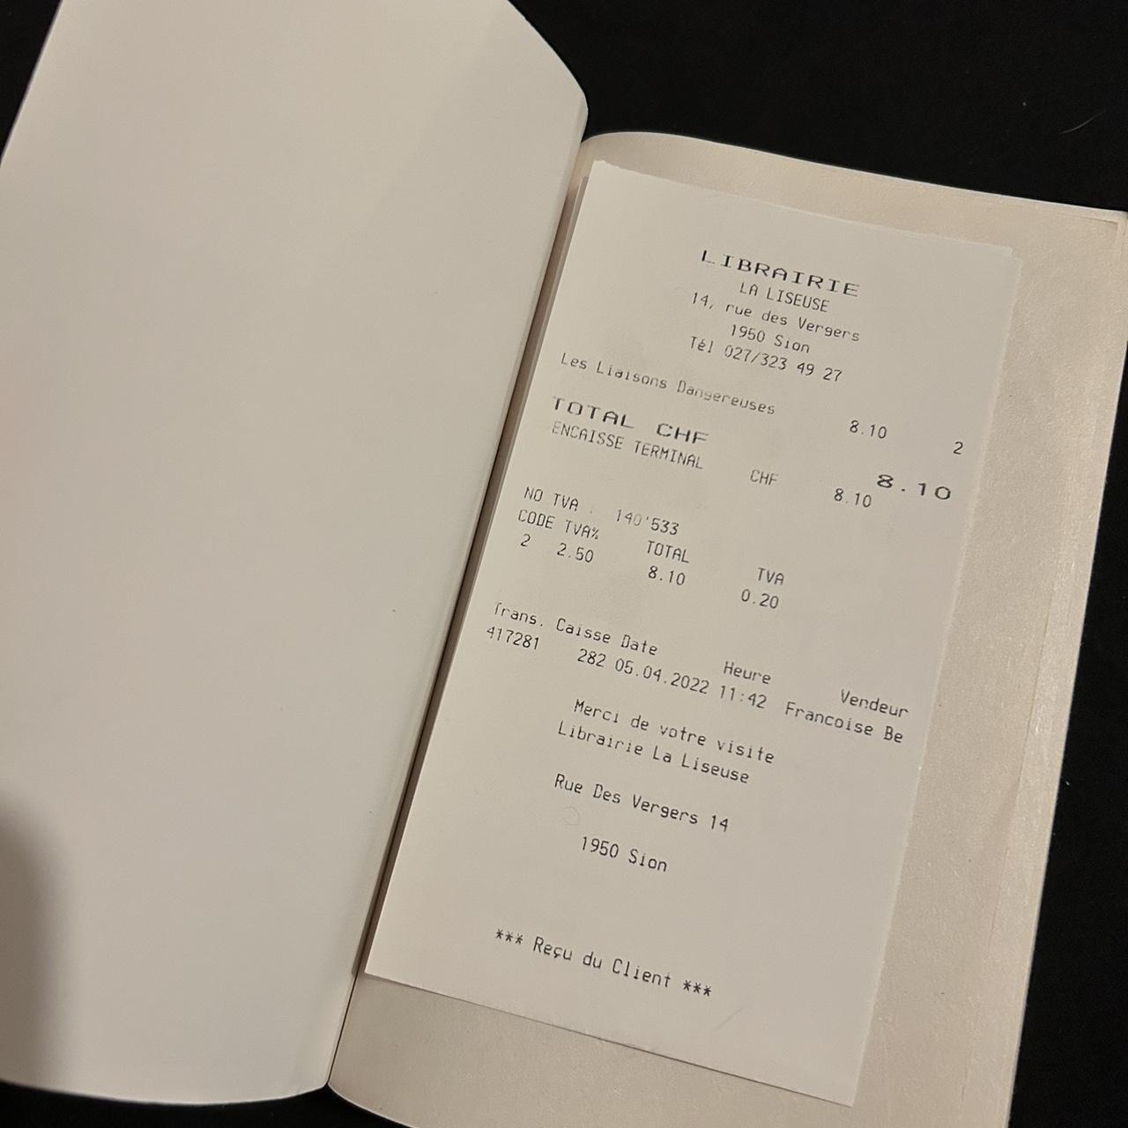 LIBRAIRIE
LA LISEUSE
14, rue des Vergers
1950 Sion
Tél 027/323 49 27
Les Liaisons Dangereuses 8.10 2
TOTAL CHF 8.10
ENCAISSE TERMINAL CHF 8.10
NO TVA . 140'533
CODE TVA% TOTAL TVA
2 2.50 8.10 0.20
Trans. Caisse Date Heure Vendeur
417281 282 05.04.2022 11:42 Francoise Be
Merci de votre visite
Librairie La Liseuse
Rue Des Vergers 14
1950 Sion
*** Reçu du Client ***